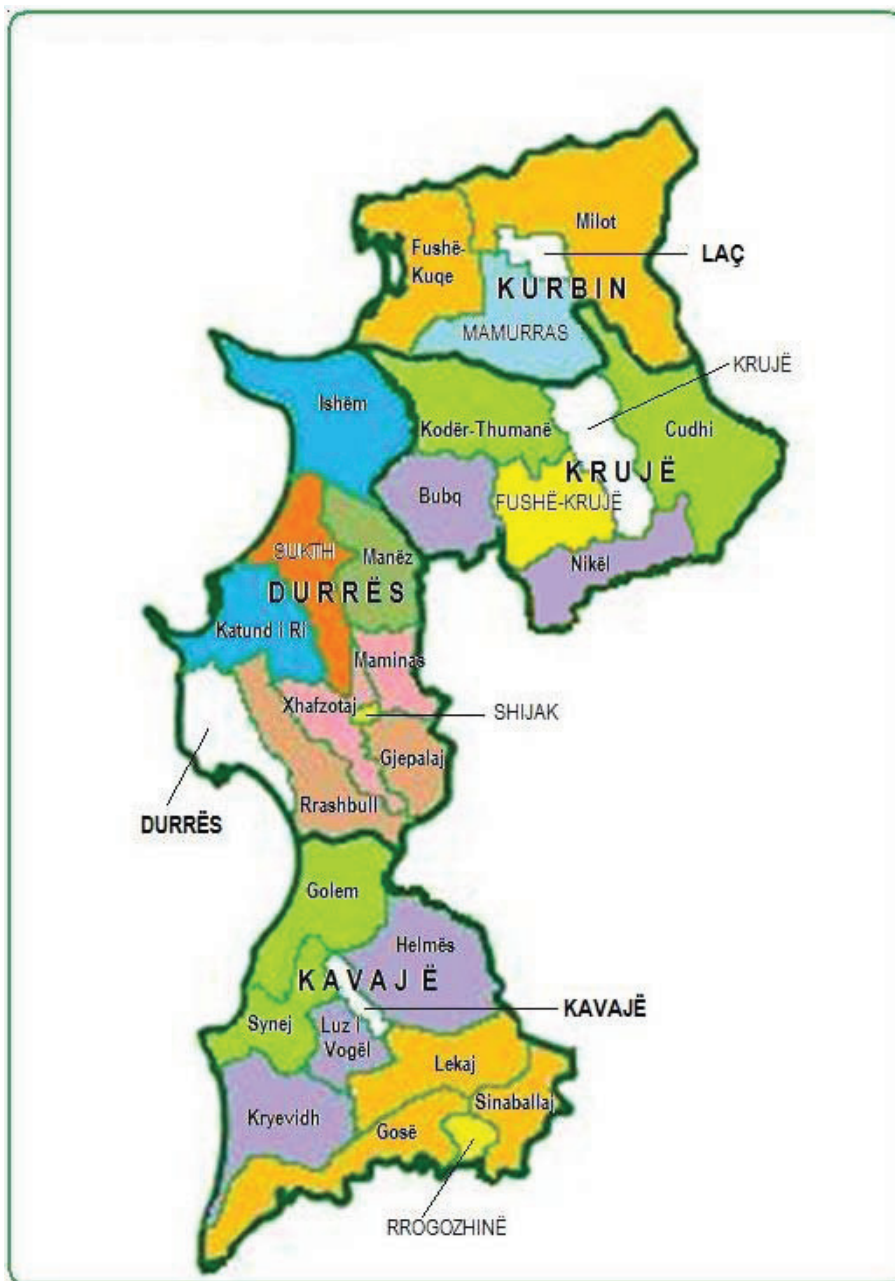 Milot
Fushë-
Kuqe
LAÇ
KURBIN
MAMURRAS
KRUJË
Ishëm
Kodër-Thumanë
Cudhi
KRUJË
Bubq
FUSHË-KRUJË
SUKTH
Manëz
Nikël
DURRËS
Katund i Ri
Maminas
Xhafzotaj
SHIJAK
Gjepalaj
Rrashbull
DURRËS
Golem
Helmës
KAVAJË
KAVAJË
Synej
Luz i
Vogël
Lekaj
Sinaballaj
Kryevidh
Gosë
RROGOZHINË